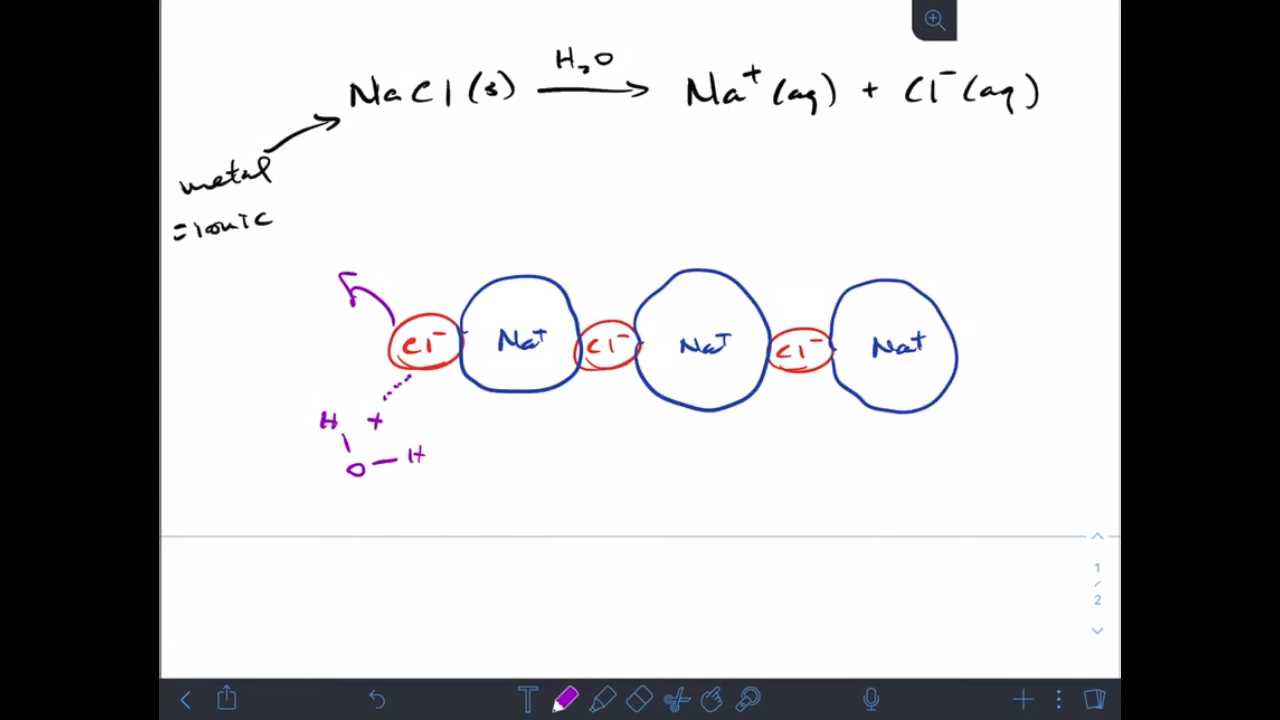 NaCl(s) H₂O → Na⁺(aq) + Cl⁻(aq)
metal
=ionic
Cl⁻ Na⁺ Cl⁻ Na⁺ Cl⁻ Na⁺
H +
O – H
1
/
2